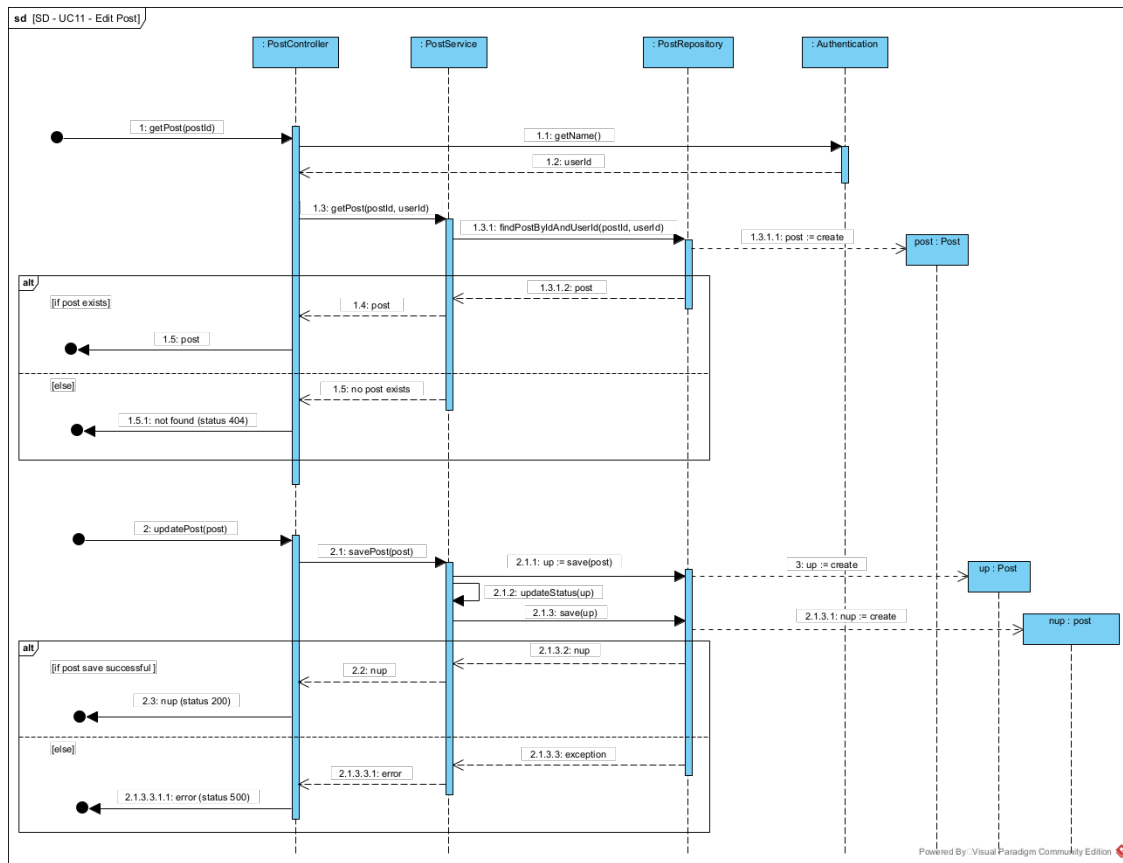 sd [SD - UC11 - Edit Post]
: PostController
: PostService
: PostRepository
: Authentication
1: getPost(postId)
1.1: getName()
1.2: userId
1.3: getPost(postId, userId)
1.3.1: findPostByIdAndUserId(postId, userId)
1.3.1.1: post := create
post : Post
alt
[if post exists]
1.3.1.2: post
1.4: post
1.5: post
[else]
1.5: no post exists
1.5.1: not found (status 404)
2: updatePost(post)
2.1: savePost(post)
2.1.1: up := save(post)
3: up := create
up : Post
2.1.2: updateStatus(up)
2.1.3: save(up)
2.1.3.1: nup := create
nup : post
alt
[if post save successful ]
2.1.3.2: nup
2.2: nup
2.3: nup (status 200)
[else]
2.1.3.3: exception
2.1.3.3.1: error
2.1.3.3.1.1: error (status 500)
Powered By Visual Paradigm Community Edition